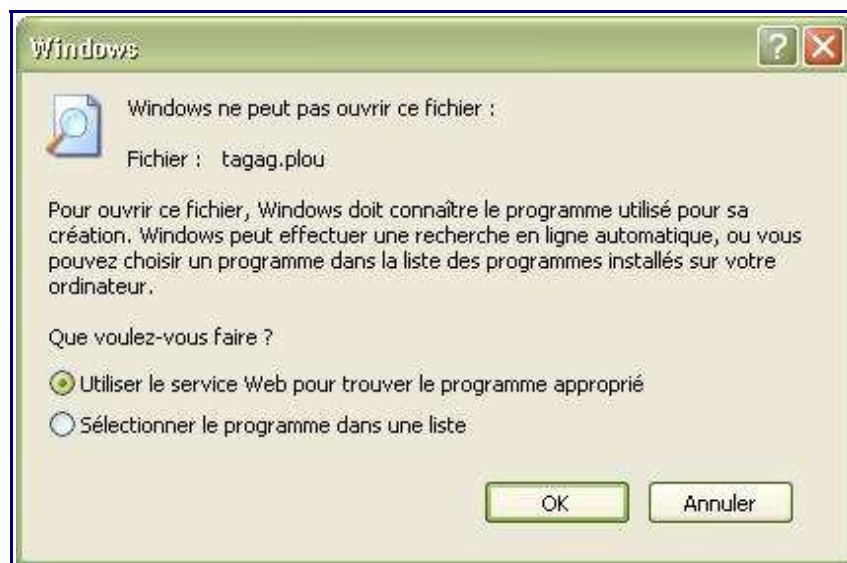 Windows
Windows ne peut pas ouvrir ce fichier :
Fichier : tagag.plou
Pour ouvrir ce fichier, Windows doit connaître le programme utilisé pour sa
création. Windows peut effectuer une recherche en ligne automatique, ou vous
pouvez choisir un programme dans la liste des programmes installés sur votre
ordinateur.
Que voulez-vous faire ?
Utiliser le service Web pour trouver le programme approprié
Sélectionner le programme dans une liste
OK Annuler